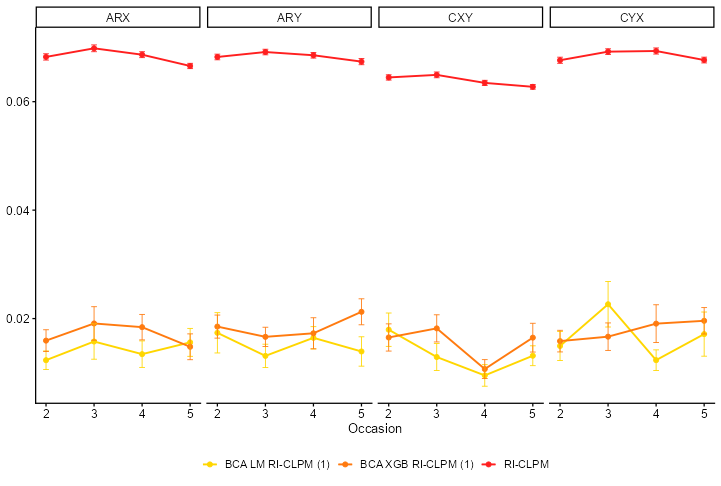 ARX ARY CXY CYX
0.06
0.04
0.02
2 3 4 5 2 3 4 5 2 3 4 5 2 3 4 5
Occasion
BCA LM RI-CLPM (1) BCA XGB RI-CLPM (1) RI-CLPM